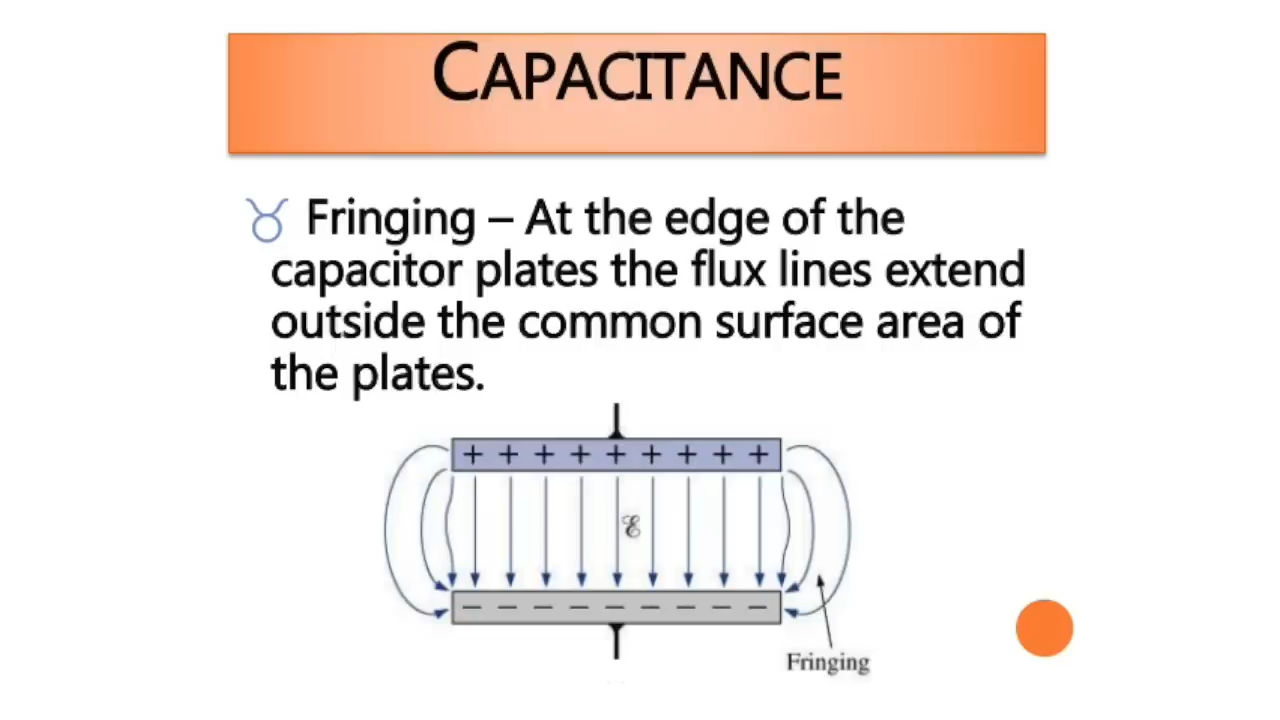 CAPACITANCE
Fringing – At the edge of the
capacitor plates the flux lines extend
outside the common surface area of
the plates.
+ + + + + + + + +
ℰ
− − − − − − − − −
Fringing